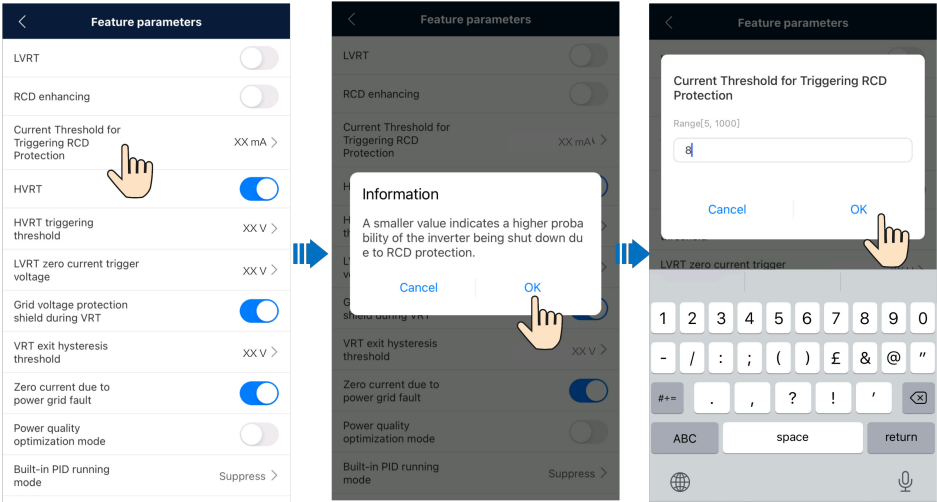 Feature parameters
LVRT
RCD enhancing
Current Threshold for
Triggering RCD
Protection
XX mA
HVRT
HVRT triggering
threshold
XX V
LVRT zero current trigger
voltage
XX V
Grid voltage protection
shield during VRT
VRT exit hysteresis
threshold
XX V
Zero current due to
power grid fault
Power quality
optimization mode
Built-in PID running
mode
Suppress
Feature parameters
LVRT
RCD enhancing
Current Threshold for
Triggering RCD
Protection
XX mA
Information
A smaller value indicates a higher proba
bility of the inverter being shut down du
e to RCD protection.
Cancel
OK
shield during VRT
VRT exit hysteresis
threshold
XX V
Zero current due to
power grid fault
Power quality
optimization mode
Built-in PID running
mode
Suppress
Feature parameters
Current Threshold for Triggering RCD
Protection
Range[5, 1000]
8
Cancel
OK
LVRT zero current trigger
1 2 3 4 5 6 7 8 9 0
- / : ; ( ) £ & @ "
#+= . , ? ! '
ABC space return